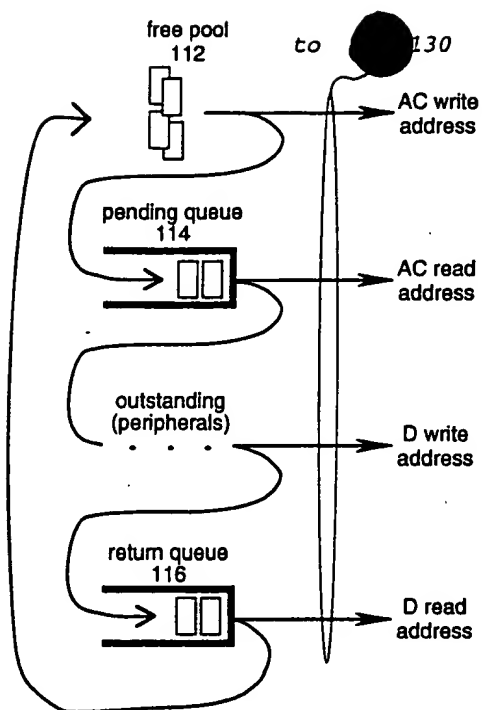 free pool
112
to 130
AC write
address
pending queue
114
AC read
address
outstanding
(peripherals)
D write
address
return queue
116
D read
address